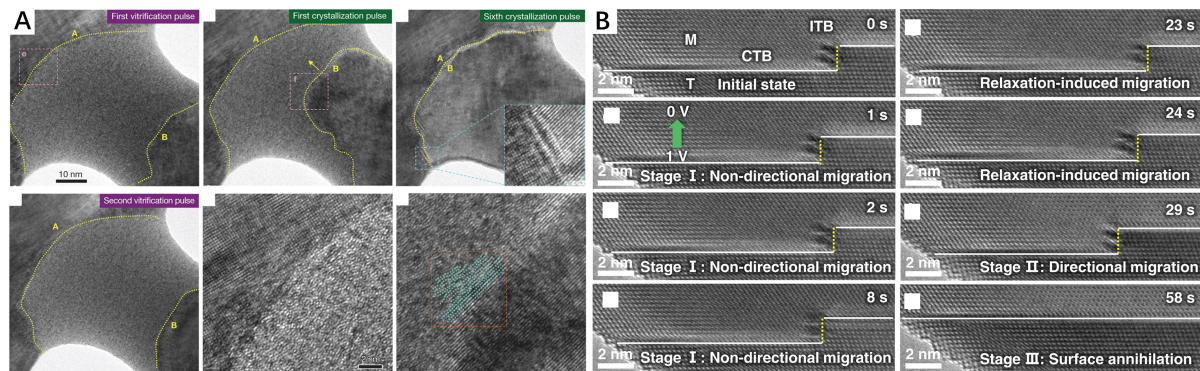 A
First vitrification pulse
A
e
B
10 nm
First crystallization pulse
A
B
f
Sixth crystallization pulse
A
B
Second vitrification pulse
A
B
B
M
ITB
0 s
CTB
T Initial state
2 nm
1 s
0 V
1 V
2 nm
Stage Ⅰ: Non-directional migration
2 s
2 nm
Stage Ⅰ: Non-directional migration
8 s
2 nm
Stage Ⅰ: Non-directional migration
23 s
2 nm
Relaxation-induced migration
24 s
2 nm
Relaxation-induced migration
29 s
2 nm
Stage Ⅱ: Directional migration
58 s
2 nm
Stage Ⅲ: Surface annihilation